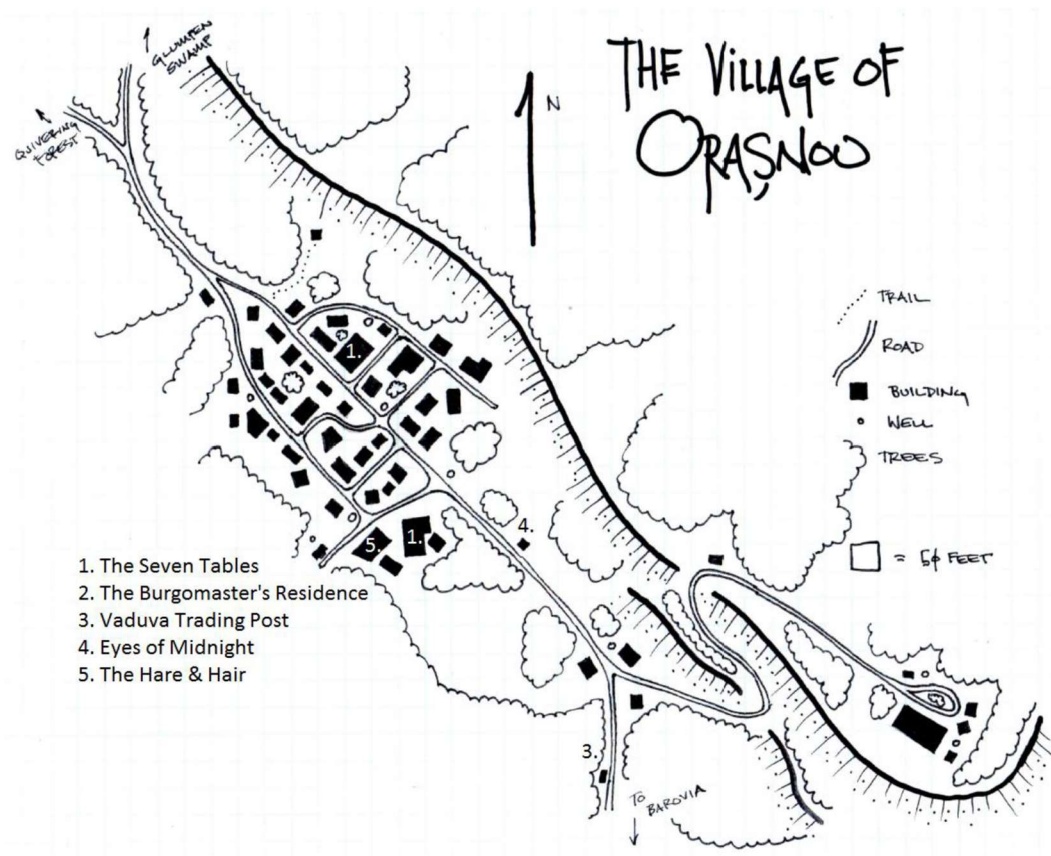 THE VILLAGE OF
ORAȘNOU
N
GLUMPEN
SWAMP
QUIVERING
FOREST
TRAIL
ROAD
BUILDING
WELL
TREES
= 50 FEET
1.
1.
5.
4.
3.
1. The Seven Tables
2. The Burgomaster's Residence
3. Vaduva Trading Post
4. Eyes of Midnight
5. The Hare & Hair
TO
BAROVIA